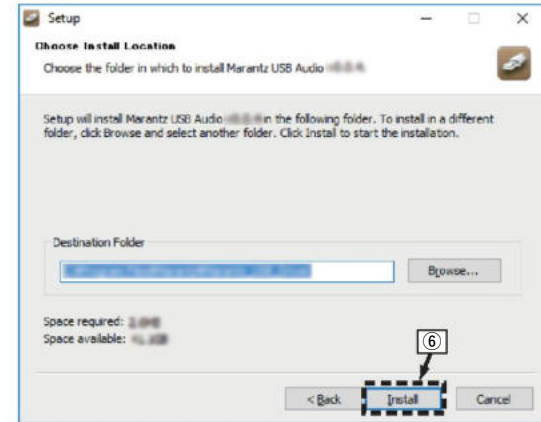 Setup
Choose Install Location
Choose the folder in which to install Marantz USB Audio
Setup will install Marantz USB Audio in the following folder. To install in a different
folder, click Browse and select another folder. Click Install to start the installation.
Destination Folder
Browse...
Space required:
Space available:
⑥
< Back Install Cancel